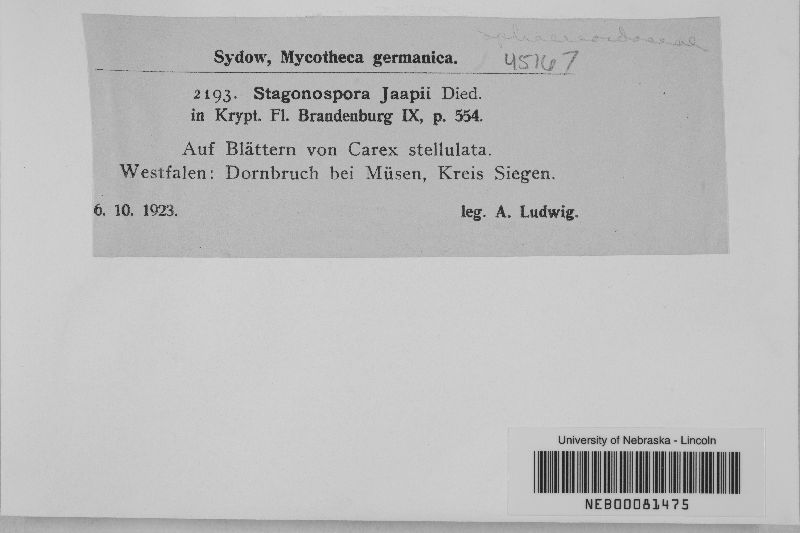 Sphaerioidaceae
Sydow, Mycotheca germanica.
45167
2193. Stagonospora Jaapii Died.
in Krypt. Fl. Brandenburg IX, p. 554.
Auf Blättern von Carex stellulata.
Westfalen: Dornbruch bei Müsen, Kreis Siegen.
6. 10. 1923. leg. A. Ludwig.
University of Nebraska - Lincoln
NEB00081475